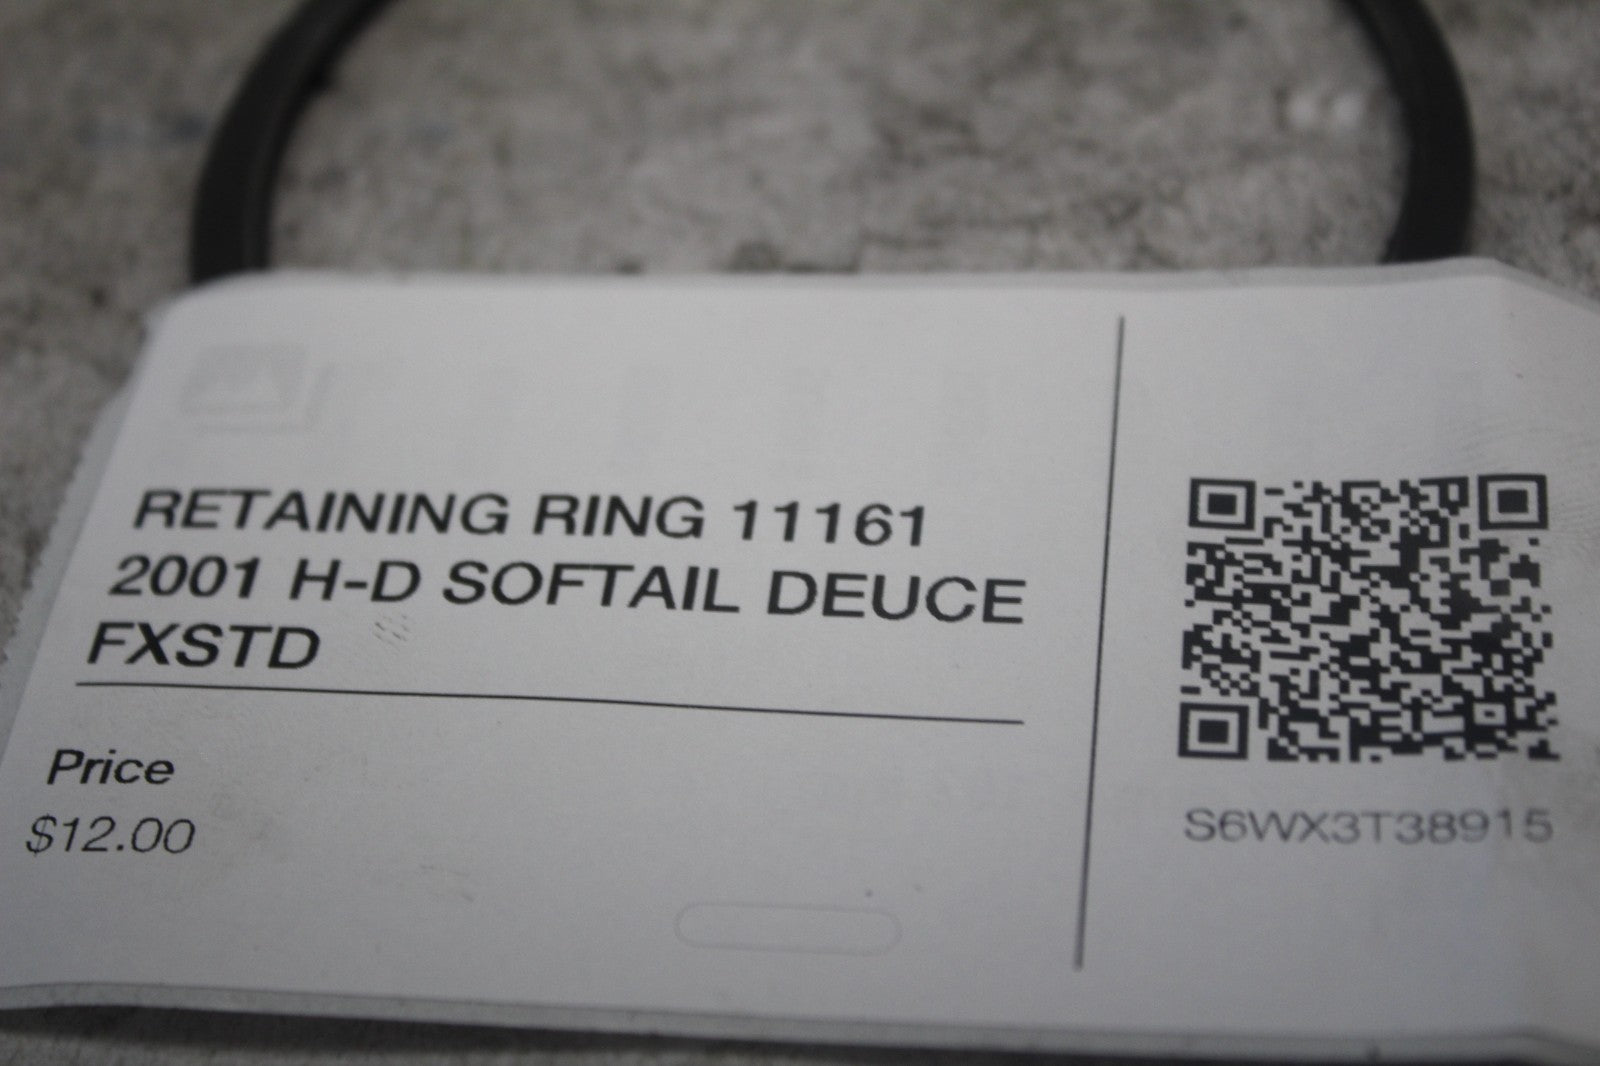 RETAINING RING 11161
2001 H-D SOFTAIL DEUCE
FXSTD
Price
$12.00
S6WX3T38915